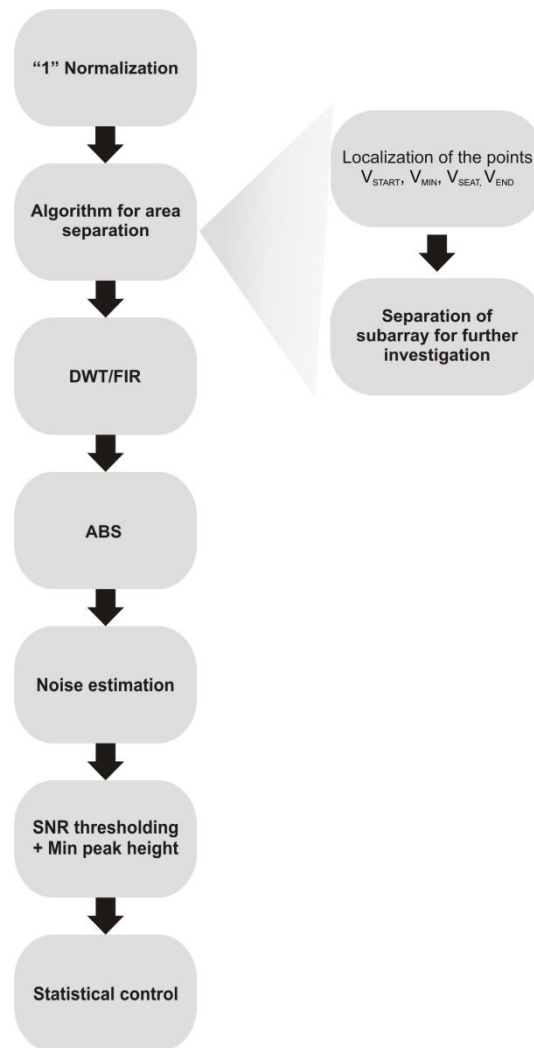 “1” Normalization
Algorithm for area
separation
DWT/FIR
ABS
Noise estimation
SNR thresholding
+ Min peak height
Statistical control
Localization of the points
VSTART, VMIN, VSEAT, VEND
Separation of
subarray for further
investigation